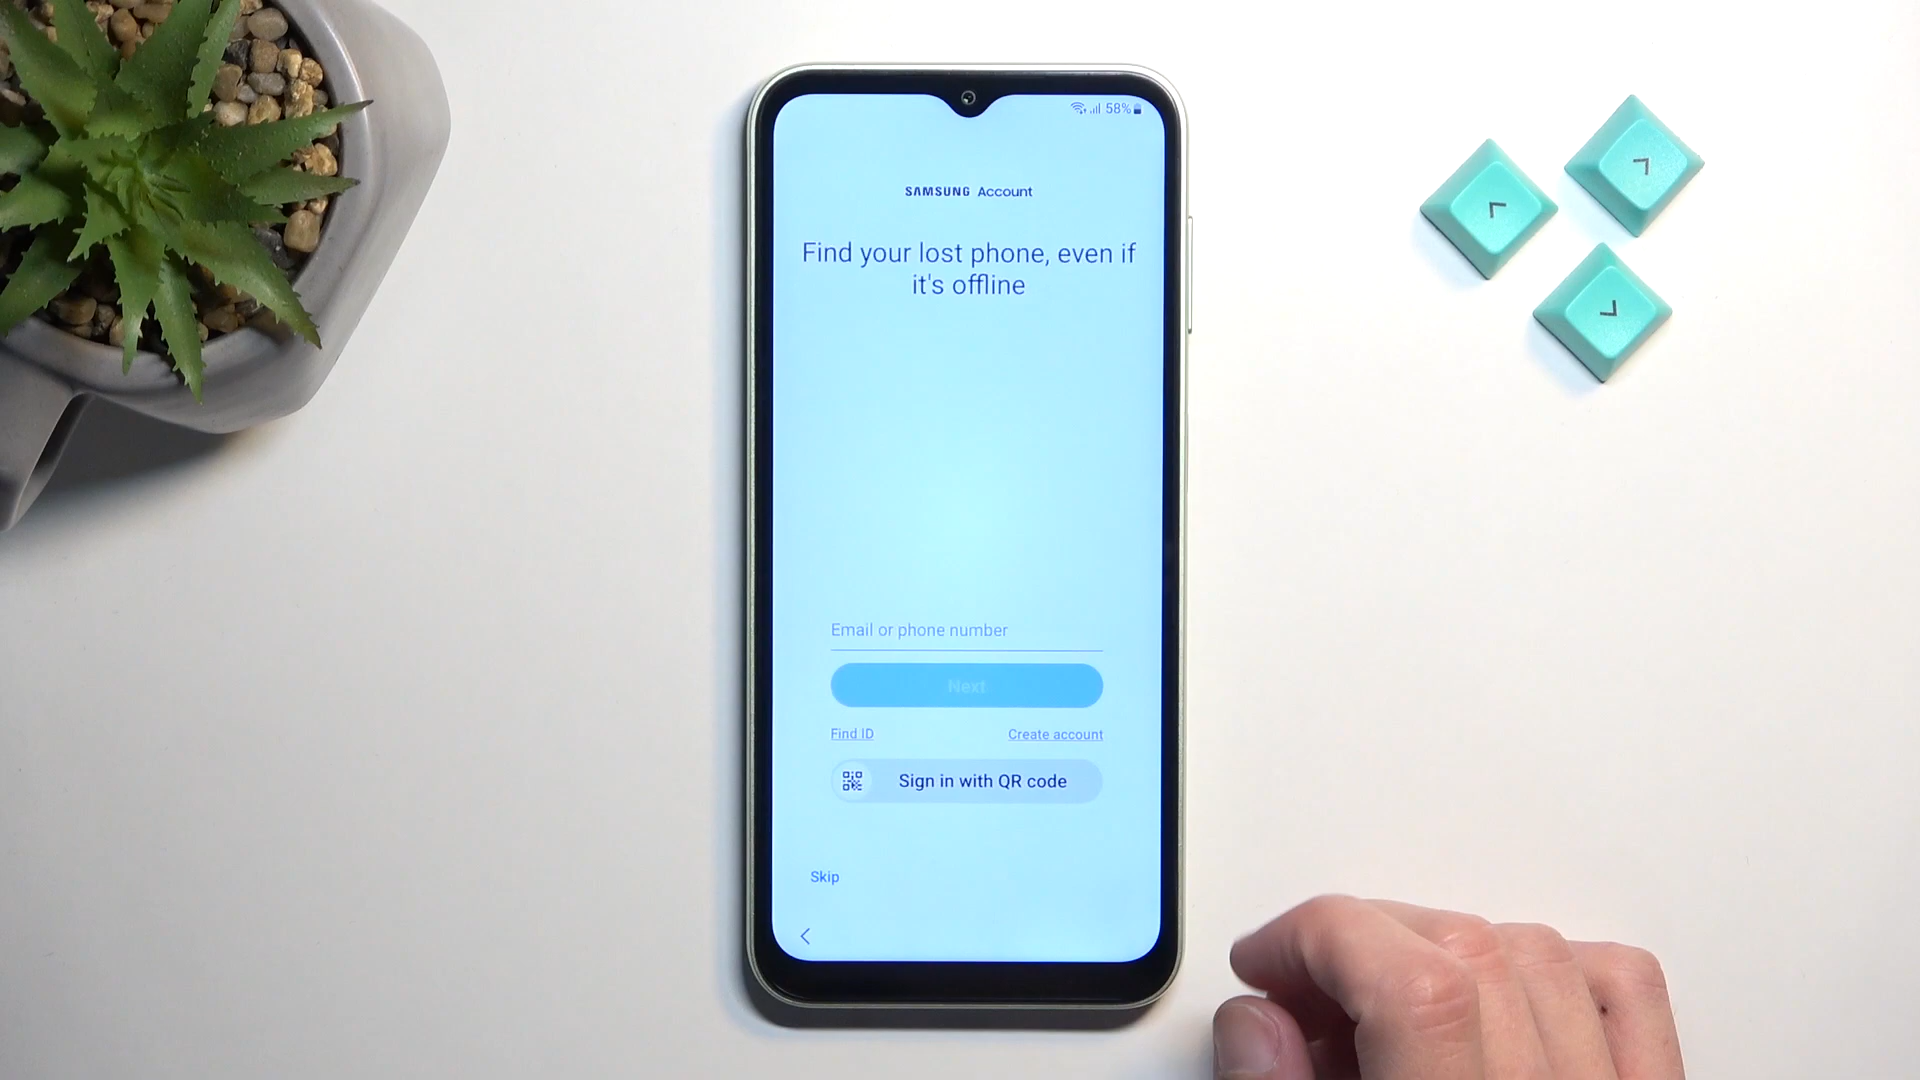 58%
SAMSUNG Account
Find your lost phone, even if
it's offline
Email or phone number
Next
Find ID
Create account
Sign in with QR code
Skip